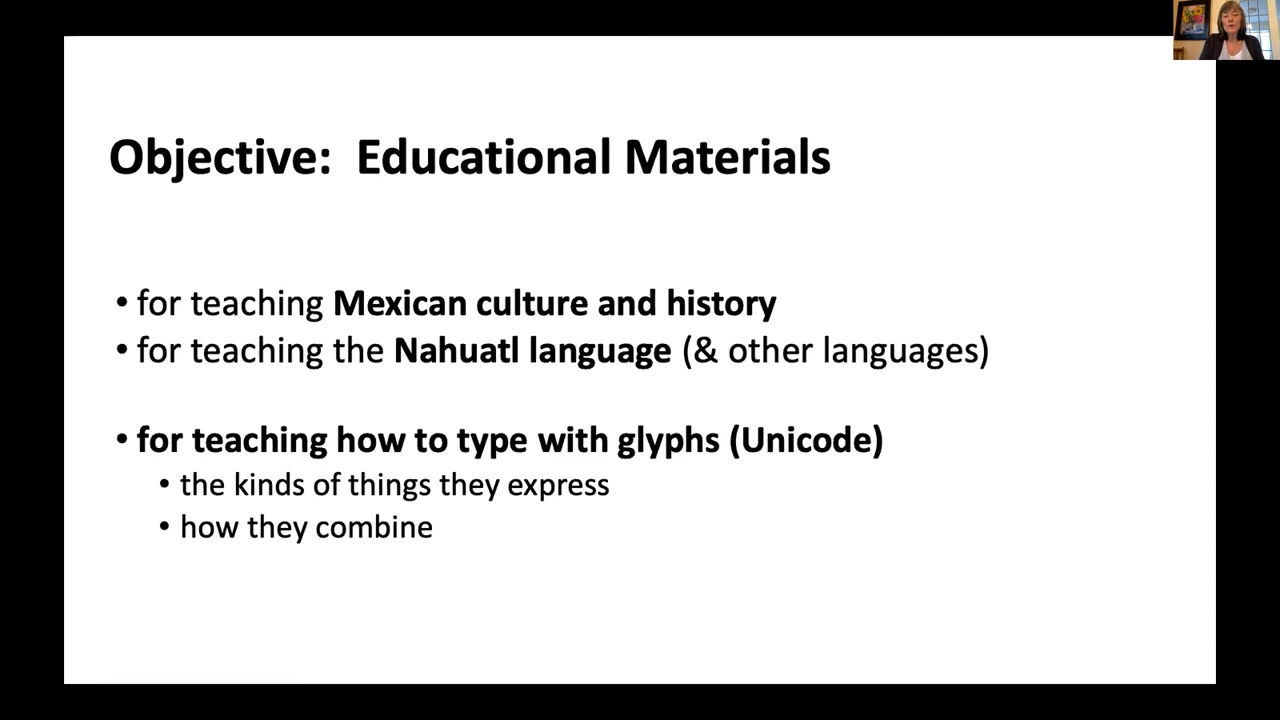 Objective: Educational Materials
• for teaching Mexican culture and history
• for teaching the Nahuatl language (& other languages)
• for teaching how to type with glyphs (Unicode)
• the kinds of things they express
• how they combine